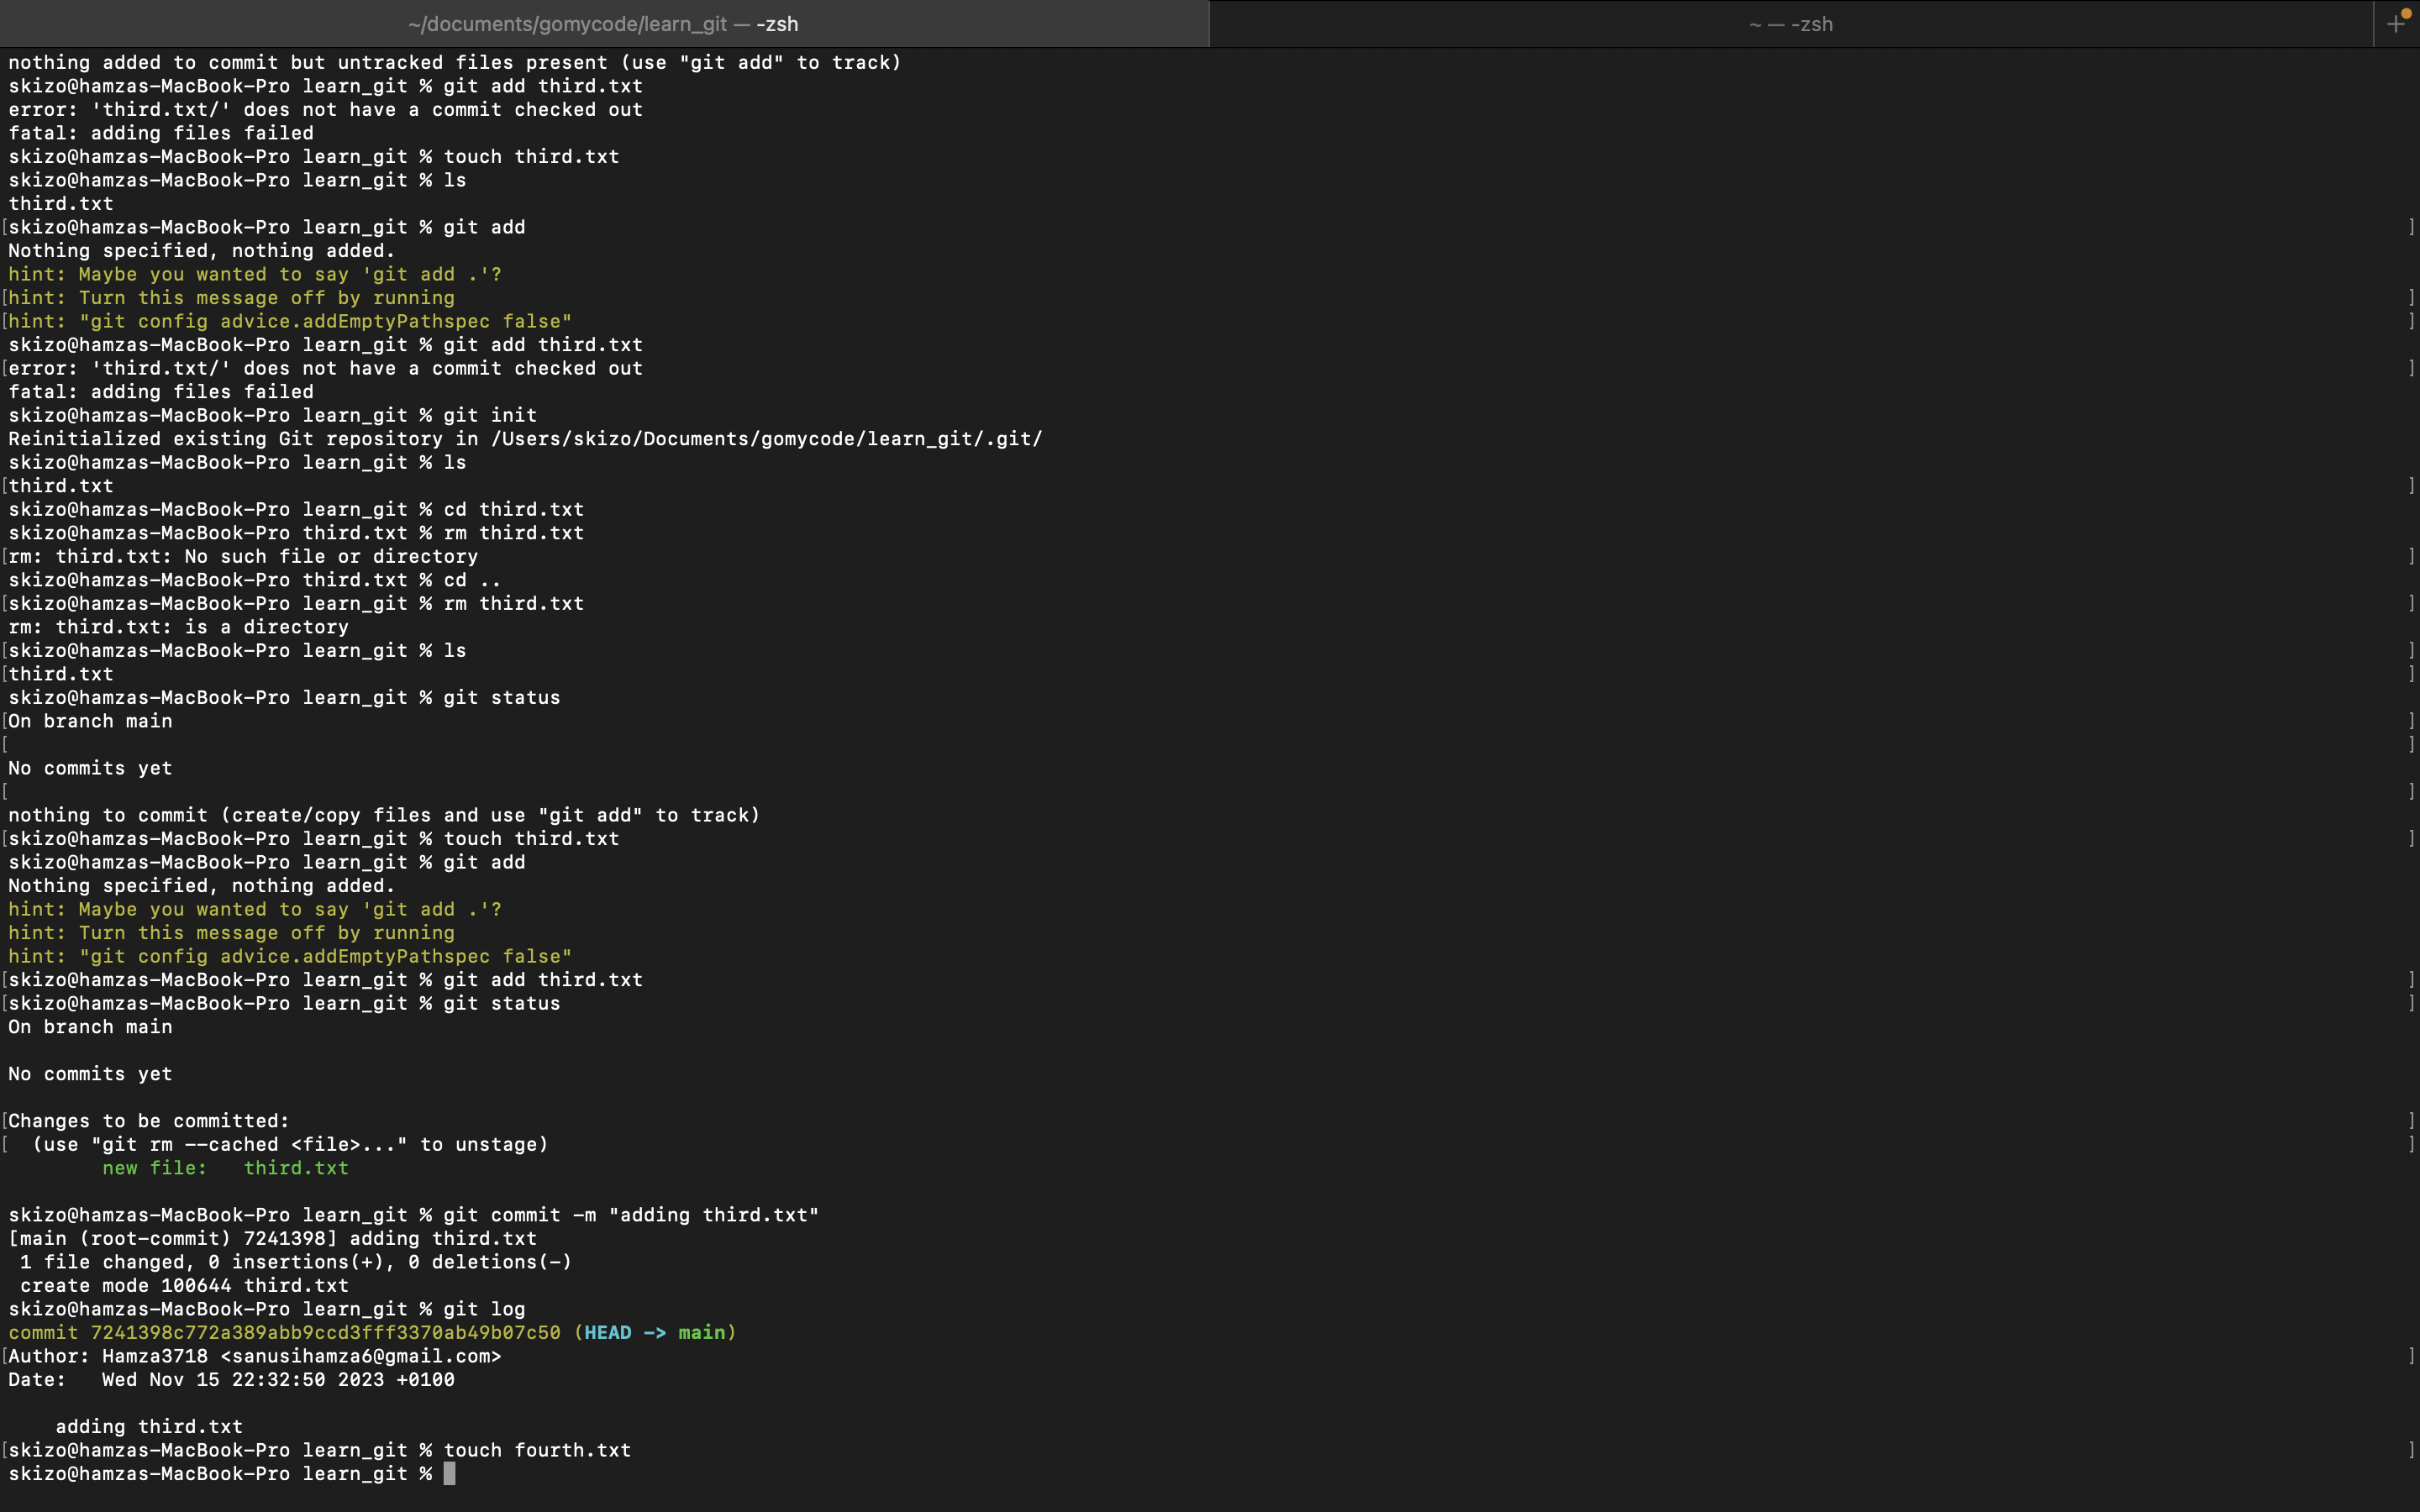 ~/documents/gomycode/learn_git — -zsh
~ — -zsh
+
nothing added to commit but untracked files present (use "git add" to track)
skizo@hamzas-MacBook-Pro learn_git % git add third.txt
error: 'third.txt/' does not have a commit checked out
fatal: adding files failed
skizo@hamzas-MacBook-Pro learn_git % touch third.txt
skizo@hamzas-MacBook-Pro learn_git % ls
third.txt
[skizo@hamzas-MacBook-Pro learn_git % git add ]
Nothing specified, nothing added.
hint: Maybe you wanted to say 'git add .'?
[hint: Turn this message off by running ]
[hint: "git config advice.addEmptyPathspec false" ]
skizo@hamzas-MacBook-Pro learn_git % git add third.txt
[error: 'third.txt/' does not have a commit checked out ]
fatal: adding files failed
skizo@hamzas-MacBook-Pro learn_git % git init
Reinitialized existing Git repository in /Users/skizo/Documents/gomycode/learn_git/.git/
skizo@hamzas-MacBook-Pro learn_git % ls
[third.txt ]
skizo@hamzas-MacBook-Pro learn_git % cd third.txt
skizo@hamzas-MacBook-Pro third.txt % rm third.txt
[rm: third.txt: No such file or directory ]
skizo@hamzas-MacBook-Pro third.txt % cd ..
[skizo@hamzas-MacBook-Pro learn_git % rm third.txt ]
rm: third.txt: is a directory
[skizo@hamzas-MacBook-Pro learn_git % ls ]
[third.txt ]
skizo@hamzas-MacBook-Pro learn_git % git status
[On branch main ]
[ ]
No commits yet
[ ]
nothing to commit (create/copy files and use "git add" to track)
[skizo@hamzas-MacBook-Pro learn_git % touch third.txt ]
skizo@hamzas-MacBook-Pro learn_git % git add
Nothing specified, nothing added.
hint: Maybe you wanted to say 'git add .'?
hint: Turn this message off by running
hint: "git config advice.addEmptyPathspec false"
[skizo@hamzas-MacBook-Pro learn_git % git add third.txt ]
[skizo@hamzas-MacBook-Pro learn_git % git status ]
On branch main
No commits yet
[Changes to be committed: ]
[  (use "git rm --cached <file>..." to unstage) ]
new file:   third.txt
skizo@hamzas-MacBook-Pro learn_git % git commit -m "adding third.txt"
[main (root-commit) 7241398] adding third.txt
1 file changed, 0 insertions(+), 0 deletions(-)
create mode 100644 third.txt
skizo@hamzas-MacBook-Pro learn_git % git log
commit 7241398c772a389abb9ccd3fff3370ab49b07c50 (HEAD -> main)
[Author: Hamza3718 <sanusihamza6@gmail.com> ]
Date:   Wed Nov 15 22:32:50 2023 +0100
adding third.txt
[skizo@hamzas-MacBook-Pro learn_git % touch fourth.txt ]
skizo@hamzas-MacBook-Pro learn_git %